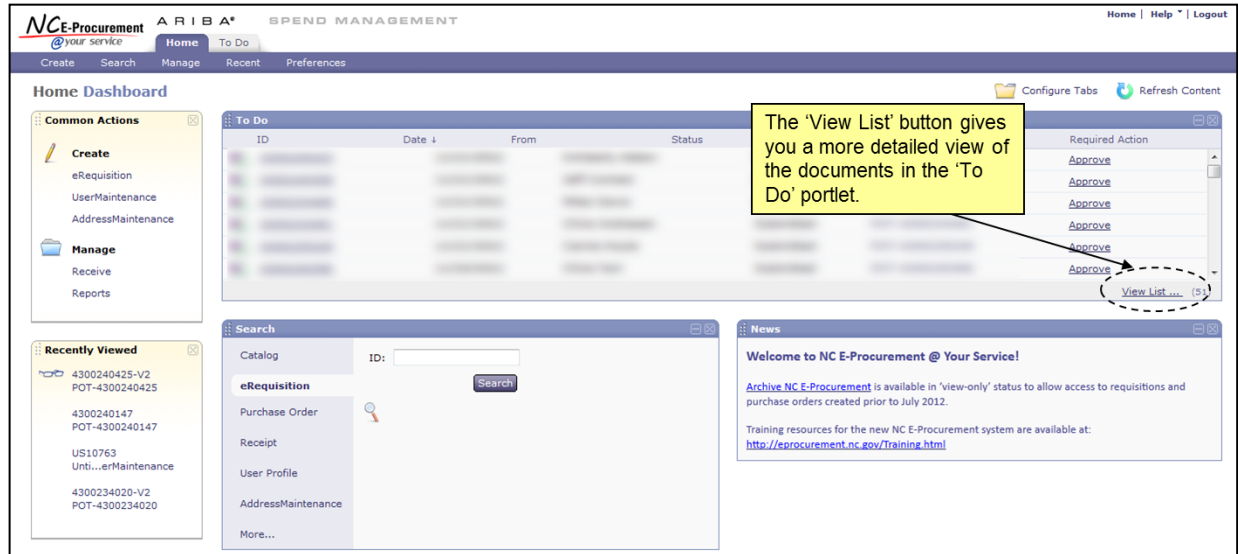 NC E-Procurement
@ your service
ARIBA® SPEND MANAGEMENT
Home | Help | Logout
Home To Do
Create Search Manage Recent Preferences
Home Dashboard
Configure Tabs Refresh Content
Common Actions
Create
eRequisition
UserMaintenance
AddressMaintenance
Manage
Receive
Reports
To Do
ID Date ↓ From Status Required Action
Approve
Approve
Approve
Approve
Approve
Approve
View List ... (51)
The ‘View List’ button gives
you a more detailed view of
the documents in the ‘To
Do’ portlet.
Recently Viewed
4300240425-V2
POT-4300240425
4300240147
POT-4300240147
US10763
Unti...erMaintenance
4300234020-V2
POT-4300234020
Search
Catalog
eRequisition
Purchase Order
Receipt
User Profile
AddressMaintenance
More...
ID:
Search
News
Welcome to NC E-Procurement @ Your Service!
Archive NC E-Procurement is available in 'view-only' status to allow access to requisitions and
purchase orders created prior to July 2012.
Training resources for the new NC E-Procurement system are available at:
http://eprocurement.nc.gov/Training.html